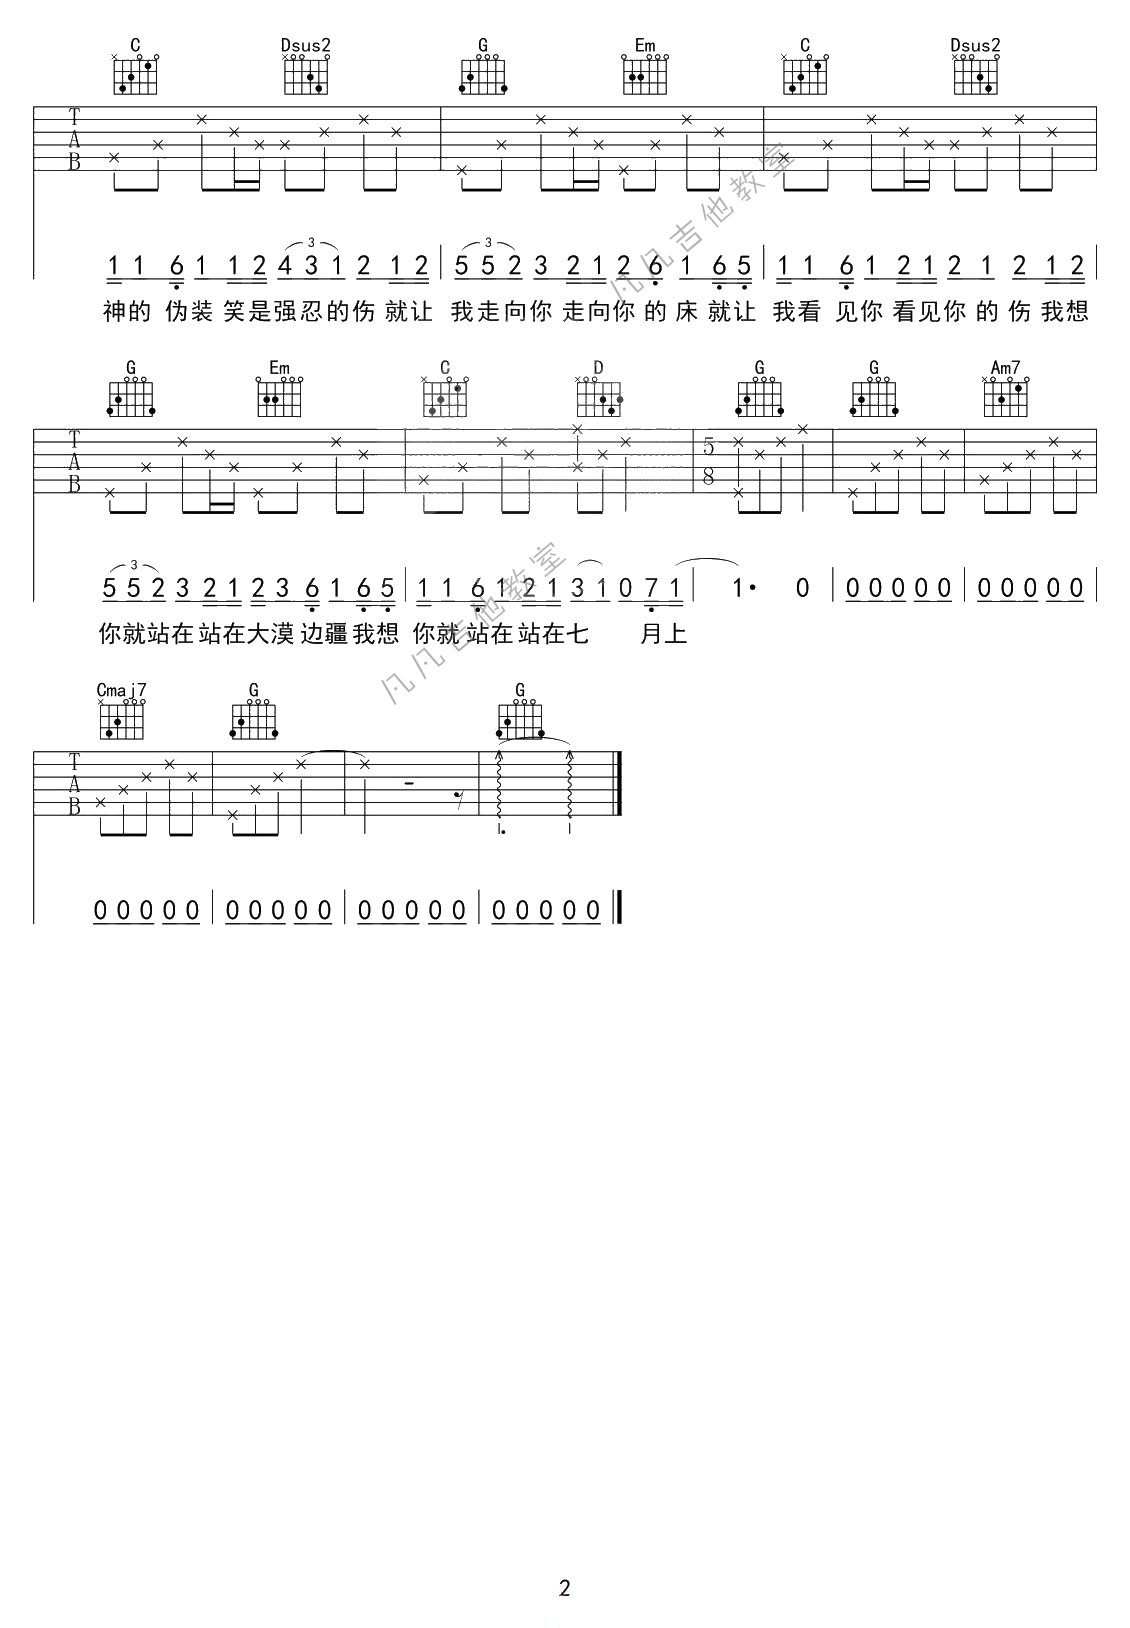 C Dsus2 G Em C Dsus2
T
A
B
3 3
1 1 6 1 1 2 4 3 1 2 1 2 5 5 2 3 2 1 2 6 1 6 5 1 1 6 1 2 1 2 1 2 1 2
神的 伪装 笑是强忍的伤 就让 我走向你 走向你的床就让 我看 见你 看见你的伤我想
凡凡吉他教室
G Em C D G G Am7
T
A
B
5
8
3
5 5 2 3 2 1 2 3 6 1 6 5 1 1 6 1 2 1 3 1 0 7 1 1· 0 0 0 0 0 0 0 0 0 0 0
你就站在 站在大漠 边疆我想 你就 站在 站在七 月上
凡凡吉他教室
Cmaj7 G G
T
A
B
0 0 0 0 0 0 0 0 0 0 0 0 0 0 0 0 0 0 0 0
2